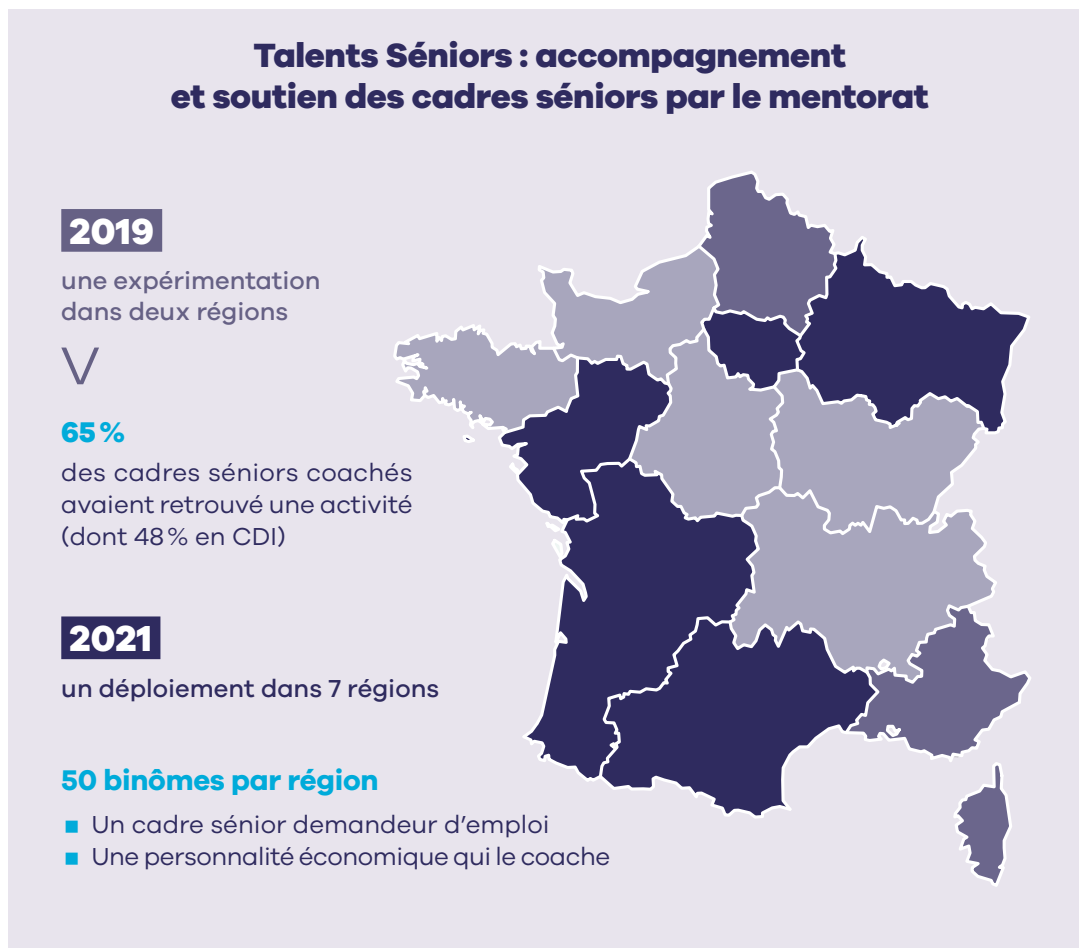 Talents Séniors : accompagnement
et soutien des cadres séniors par le mentorat
2019
une expérimentation
dans deux régions
65 %
des cadres séniors coachés
avaient retrouvé une activité
(dont 48 % en CDI)
2021
un déploiement dans 7 régions
50 binômes par région
Un cadre sénior demandeur d’emploi
Une personnalité économique qui le coache